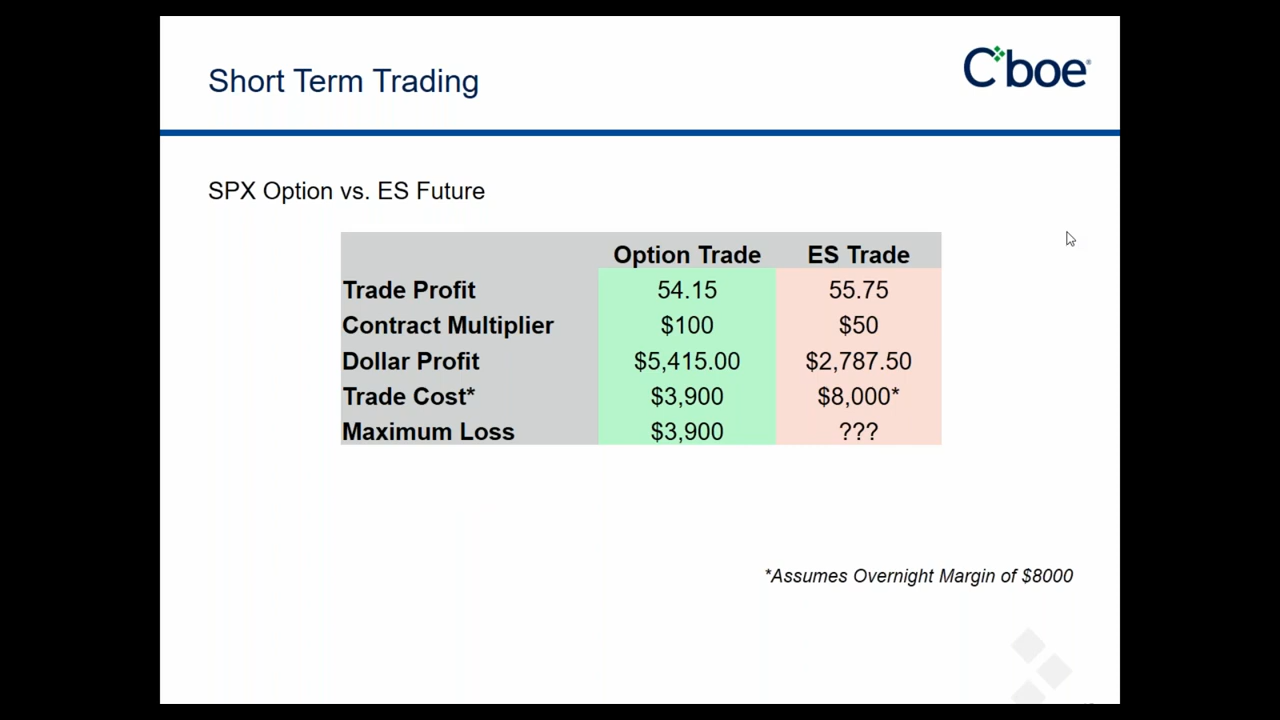 Short Term Trading
Cboe®
SPX Option vs. ES Future
Option Trade ES Trade
Trade Profit 54.15 55.75
Contract Multiplier $100 $50
Dollar Profit $5,415.00 $2,787.50
Trade Cost* $3,900 $8,000*
Maximum Loss $3,900 ???
*Assumes Overnight Margin of $8000